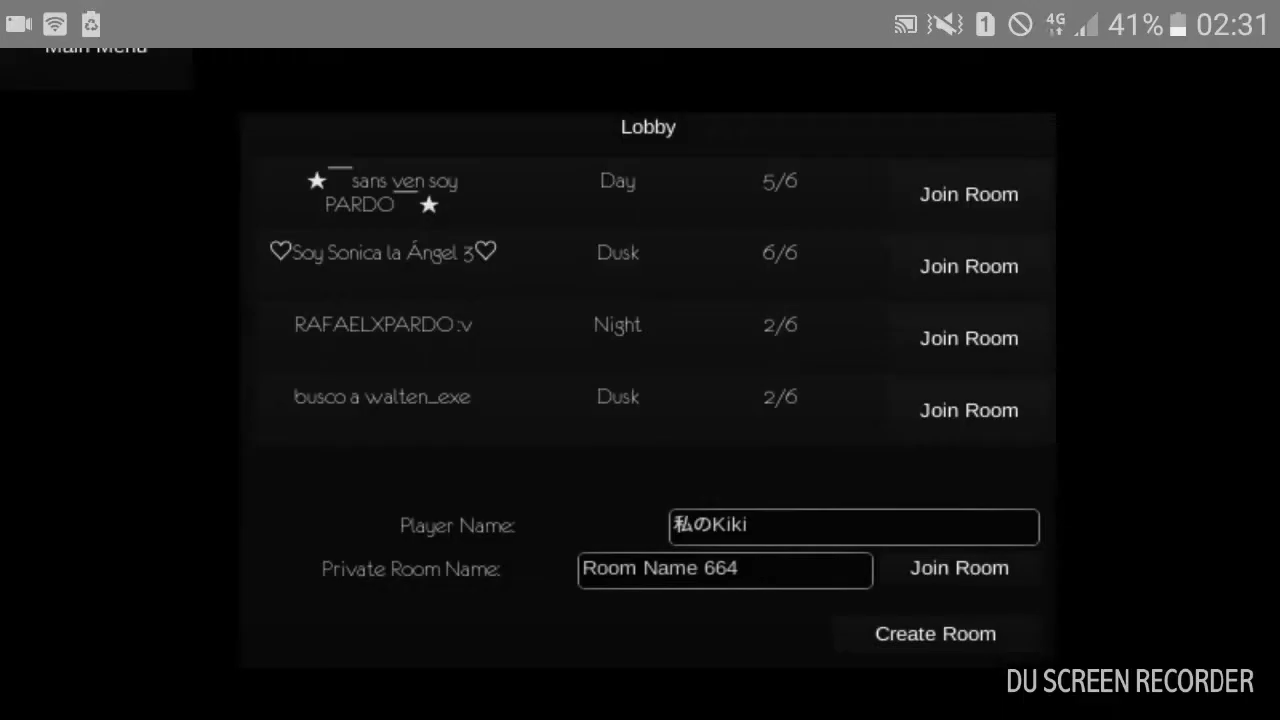 1 4G 41% 02:31
Main Menu
Lobby
★¯¯sans ven soy Day 5/6 Join Room
PARDO¯¯★
♡Soy Sonica la Ángel 3♡ Dusk 6/6 Join Room
RAFAELXPARDO :v Night 2/6 Join Room
busco a walten_exe Dusk 2/6 Join Room
Player Name: 私のKiki
Private Room Name: Room Name 664 Join Room
Create Room
DU SCREEN RECORDER